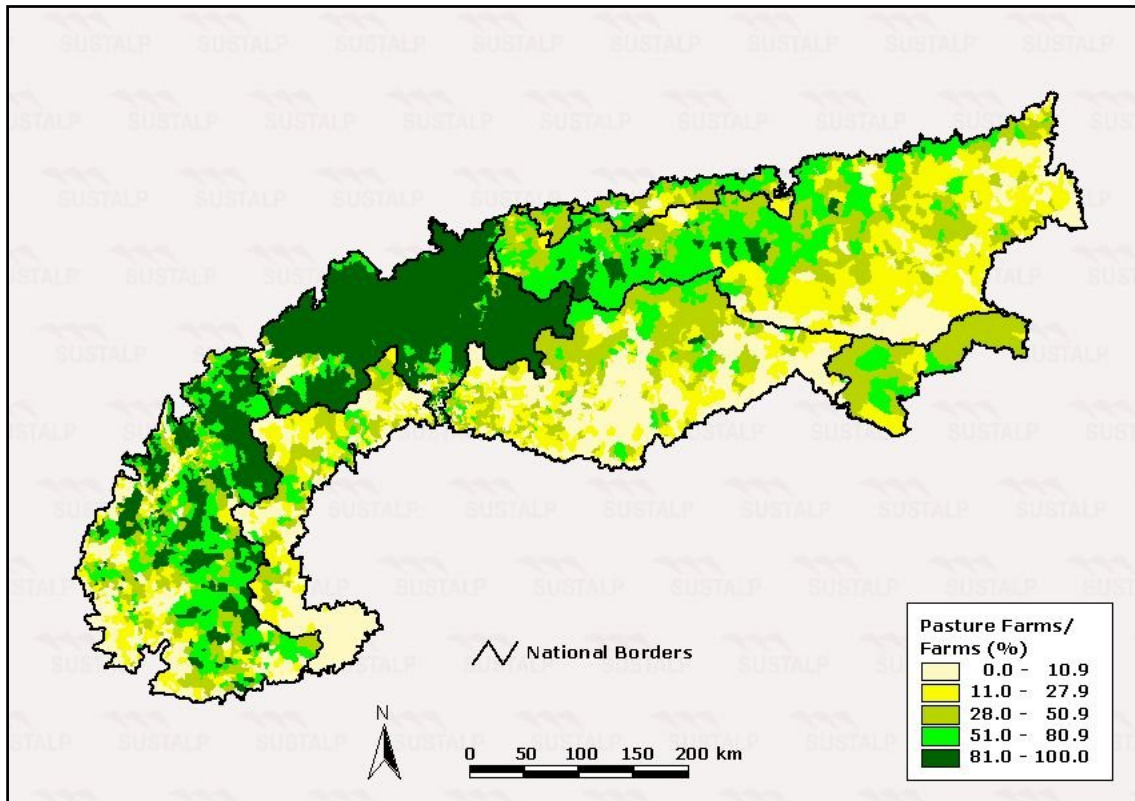 SUSTALP
Pasture Farms/
Farms (%)
0.0 - 10.9
11.0 - 27.9
28.0 - 50.9
51.0 - 80.9
81.0 - 100.0
National Borders
N
0 50 100 150 200 km